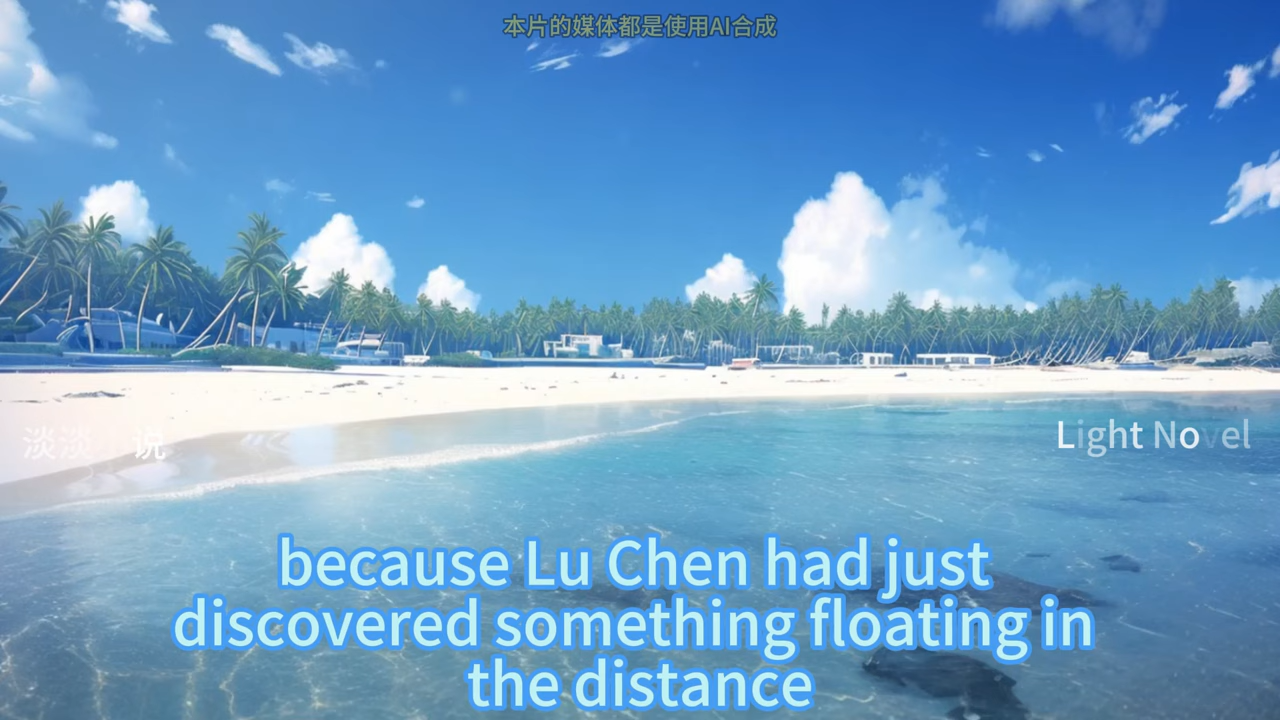 本片的媒体都是使用AI合成
淡淡 说
Light Novel
because Lu Chen had just
discovered something floating in
the distance